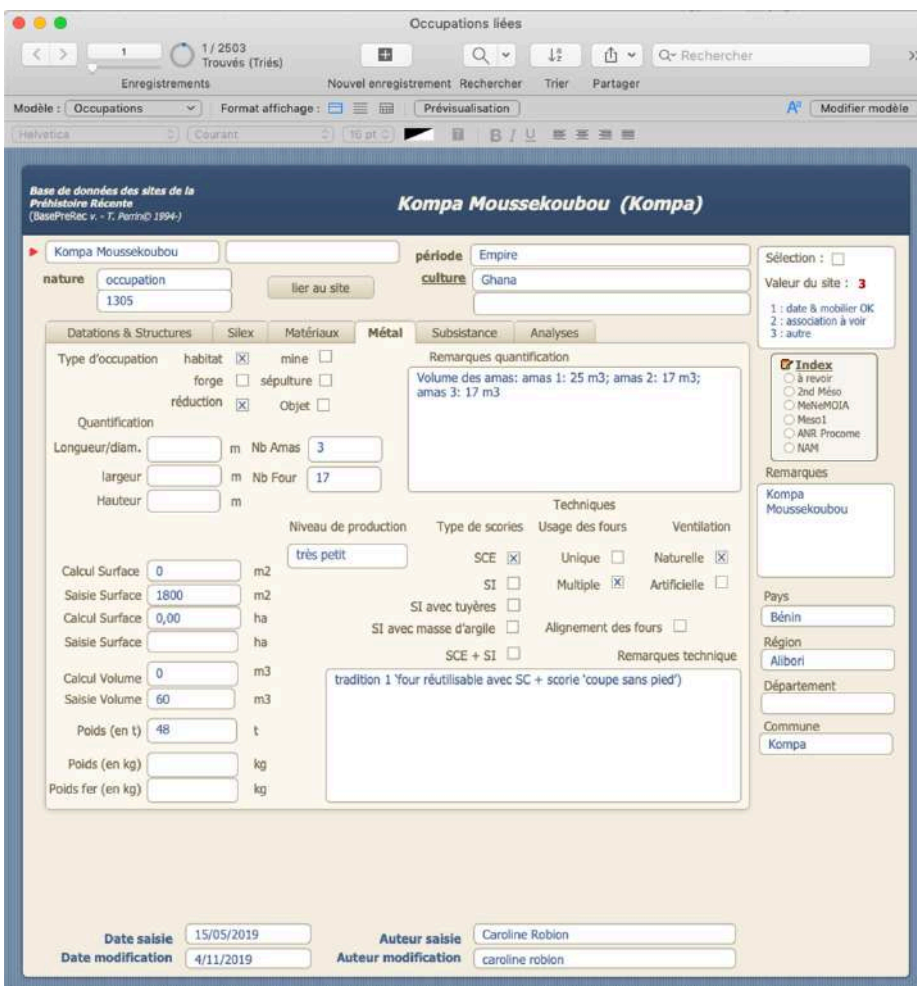 Occupations liées
1
1 / 2503
Trouvés (Triés)
Rechercher
Enregistrements
Nouvel enregistrement
Rechercher
Trier
Partager
Modèle : Occupations
Format affichage :
Prévisualisation
Modifier modèle
Helvetica
Courant
16 pt
B I U
Base de données des sites de la
Préhistoire Récente
(BasePreRec v. - T. Perrin© 1994-)
Kompa Moussekoubou (Kompa)
Kompa Moussekoubou
période Empire
nature occupation
1305
lier au site
culture Ghana
Sélection :
Valeur du site : 3
1 : date & mobilier OK
2 : association à voir
3 : autre
Datations & Structures
Silex
Matériaux
Métal
Subsistance
Analyses
Type d'occupation
habitat
mine
forge
sépulture
réduction
Objet
Remarques quantification
Volume des amas: amas 1: 25 m3; amas 2: 17 m3;
amas 3: 17 m3
Index
à revoir
2nd Méso
MeNeMOIA
Meso1
ANR Procome
NAM
Quantification
Longueur/diam. m
Nb Amas 3
largeur m
Nb Four 17
Hauteur m
Remarques
Kompa
Moussekoubou
Techniques
Niveau de production
Type de scories
Usage des fours
Ventilation
très petit
SCE
Unique
Naturelle
SI
Multiple
Artificielle
SI avec tuyères
SI avec masse d'argile
Alignement des fours
SCE + SI
Remarques technique
Calcul Surface 0 m2
Saisie Surface 1800 m2
Calcul Surface 0,00 ha
Saisie Surface ha
Calcul Volume 0 m3
Saisie Volume 60 m3
Poids (en t) 48 t
Poids (en kg) kg
Poids fer (en kg) kg
tradition 1 'four réutilisable avec SC + scorie 'coupe sans pied')
Pays
Bénin
Région
Alibori
Département
Commune
Kompa
Date saisie 15/05/2019
Auteur saisie Caroline Robion
Date modification 4/11/2019
Auteur modification caroline robion